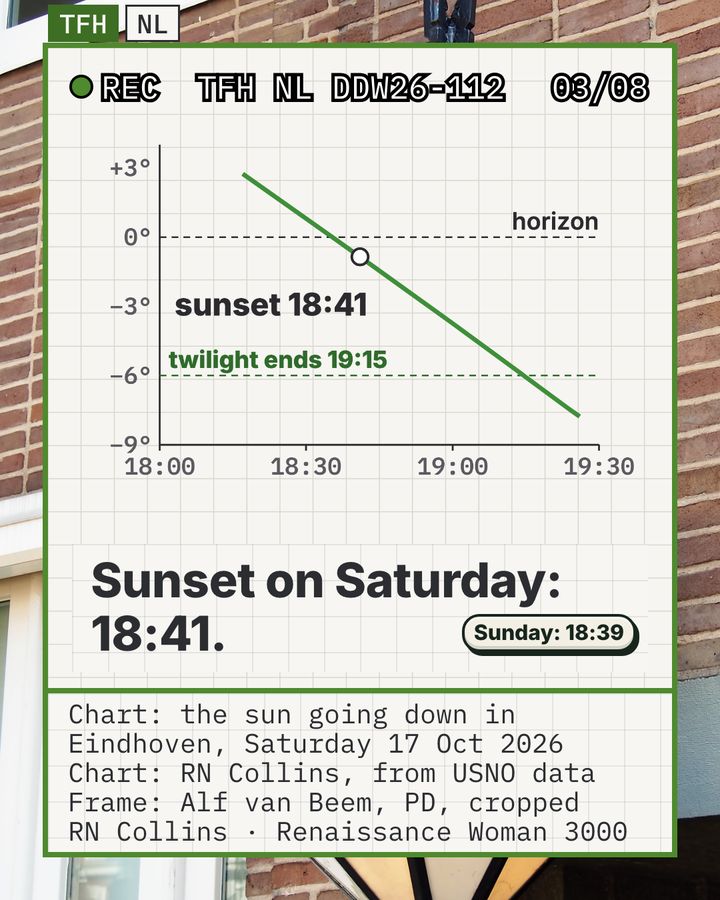 TFH NL
REC TFH NL DDW26-112 03/08
+3°
horizon
0°
−3°
sunset 18:41
twilight ends 19:15
−6°
−9°
18:00 18:30 19:00 19:30
Sunset on Saturday:
18:41.
Sunday: 18:39
Chart: the sun going down in
Eindhoven, Saturday 17 Oct 2026
Chart: RN Collins, from USNO data
Frame: Alf van Beem, PD, cropped
RN Collins · Renaissance Woman 3000